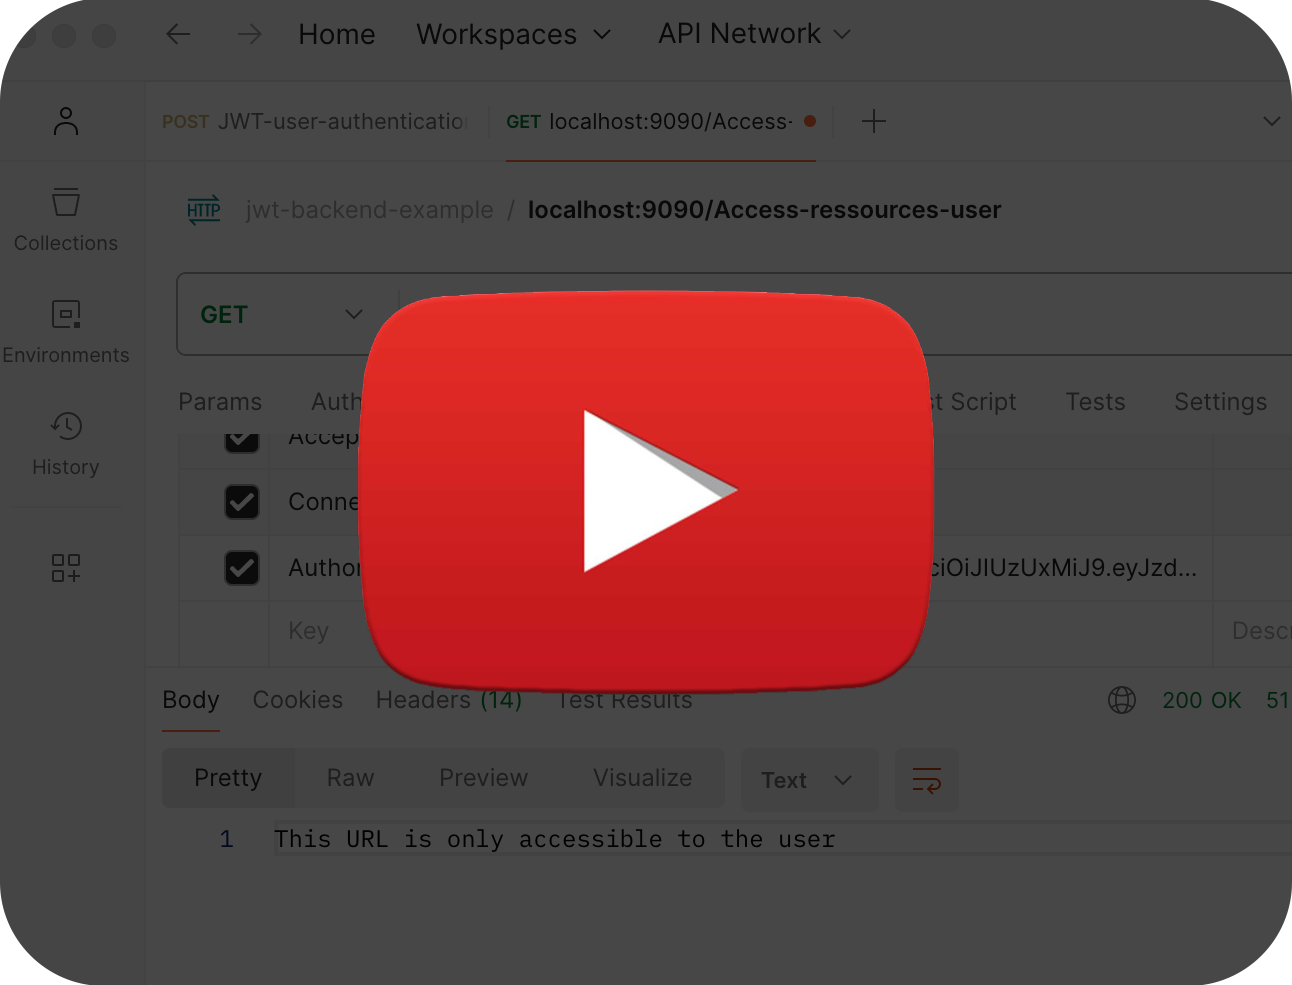 Home Workspaces API Network
POST JWT-user-authenticatio GET localhost:9090/Access-
HTTP jwt-backend-example / localhost:9090/Access-ressources-user
Collections
GET
Environments
Params Auth st Script Tests Settings
Accep
History
Conne
Author ciOiJIUzUxMiJ9.eyJzd...
Key Descr
Body Cookies Headers (14) Test Results 200 OK 51
Pretty Raw Preview Visualize Text
1 This URL is only accessible to the user